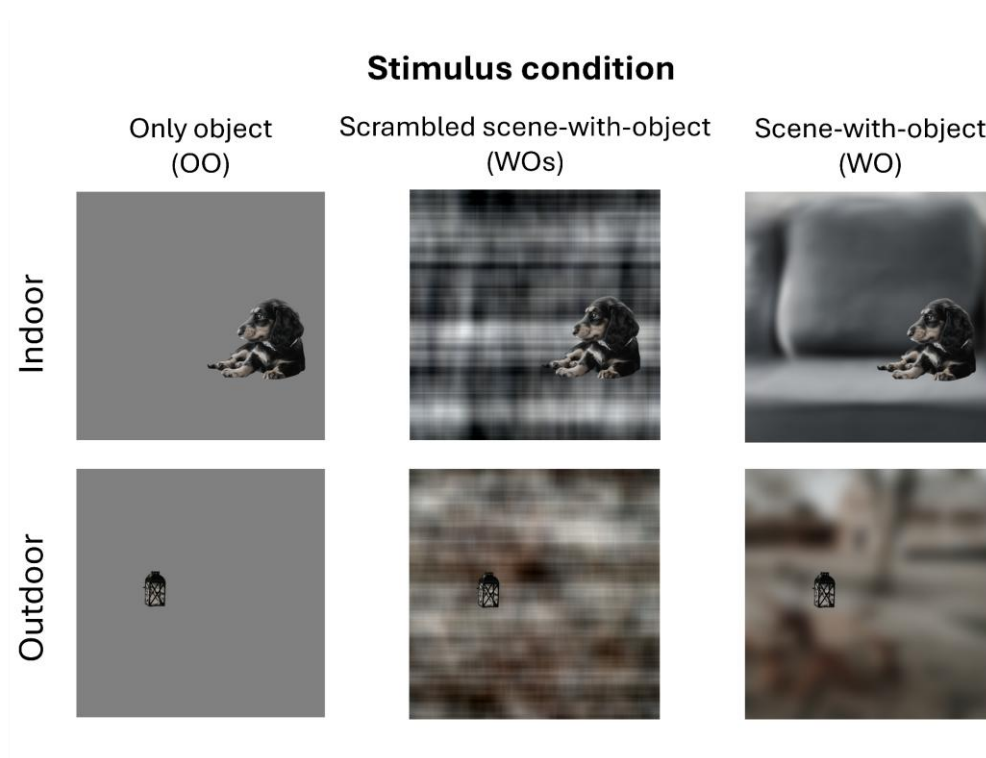 Stimulus condition
Only object
(OO)
Scrambled scene-with-object
(WOs)
Scene-with-object
(WO)
Indoor
Outdoor